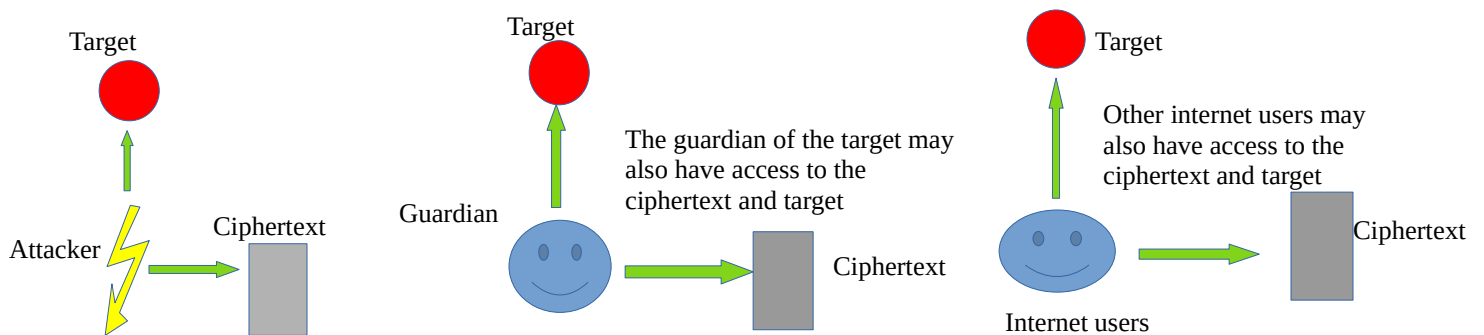 Target
Attacker
Ciphertext
Target
The guardian of the target may
also have access to the
ciphertext and target
Guardian
Ciphertext
Target
Other internet users may
also have access to the
ciphertext and target
Ciphertext
Internet users